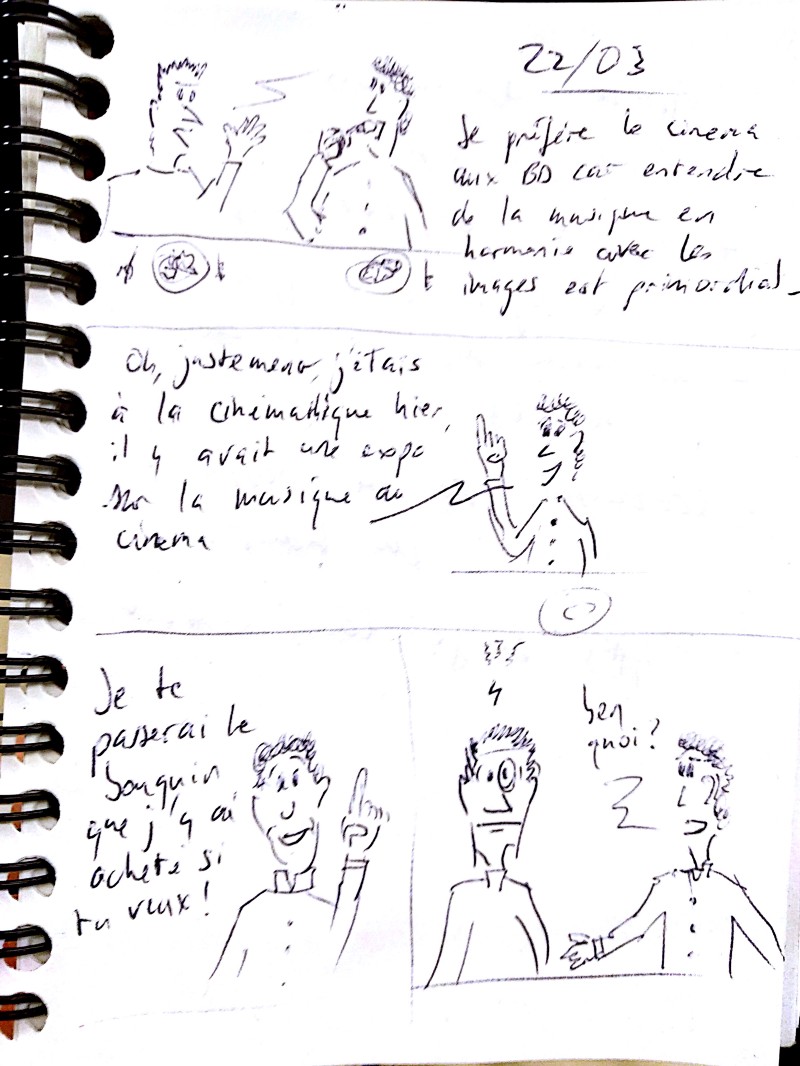 22/03
Je préfère le cinema
aux BD car entendre
de la musique en
harmonie avec les
images est primordial
Oh, justement, j'étais
à la cinémathèque hier,
il y avait une expo
sur la musique au
cinema
Je te
passerai le
bouquin
que j'y ai
acheté si
tu veux!
ben
quoi?